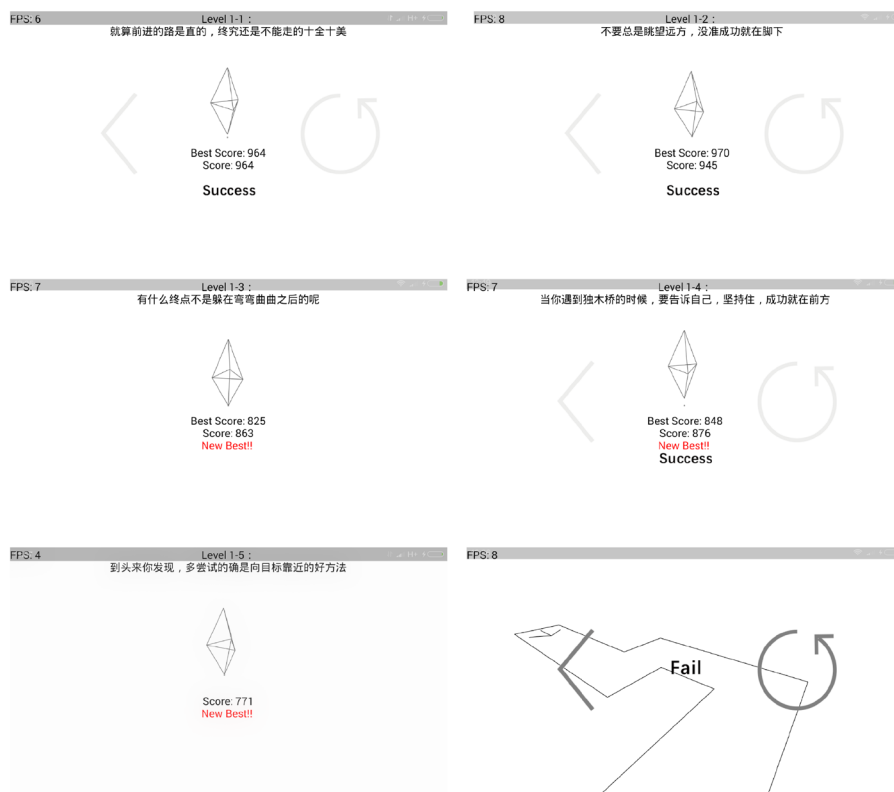 FPS: 6
Level 1-1：
就算前进的路是直的，终究还是不能走的十全十美
Best Score: 964
Score: 964
Success
FPS: 8
Level 1-2：
不要总是眺望远方，没准成功就在脚下
Best Score: 970
Score: 945
Success
FPS: 7
Level 1-3：
有什么终点不是躲在弯弯曲曲之后的呢
Best Score: 825
Score: 863
New Best!!
FPS: 7
Level 1-4：
当你遇到独木桥的时候，要告诉自己，坚持住，成功就在前方
Best Score: 848
Score: 876
New Best!!
Success
FPS: 4
Level 1-5：
到头来你发现，多尝试的确是向目标靠近的好方法
Score: 771
New Best!!
FPS: 8
Fail